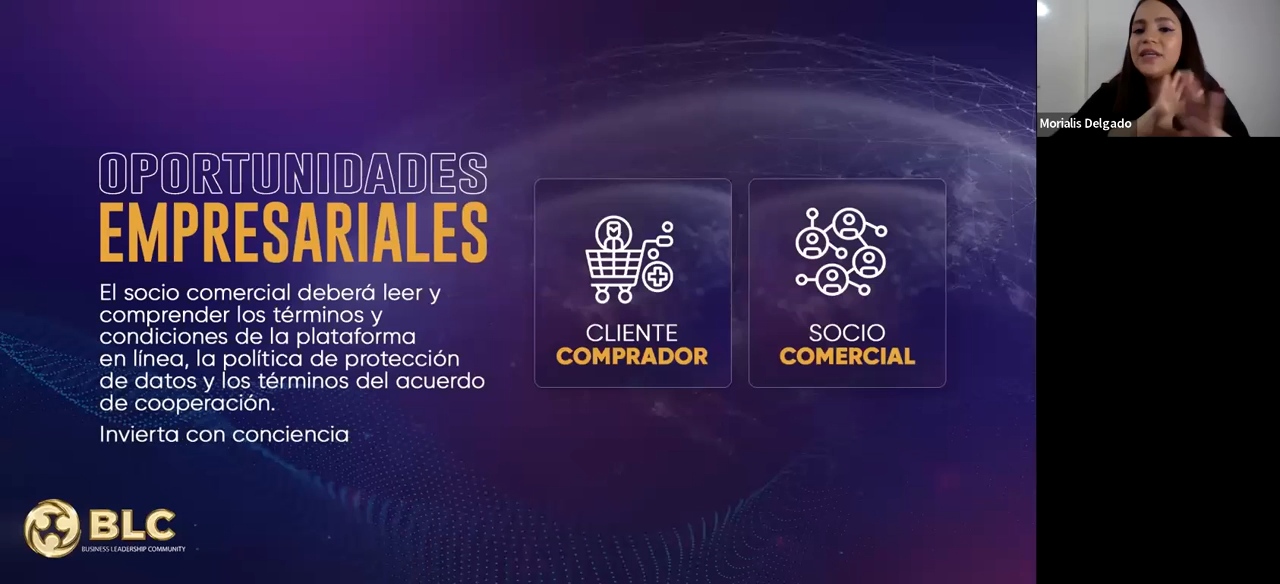 OPORTUNIDADES
EMPRESARIALES
El socio comercial deberá leer y
comprender los términos y
condiciones de la plataforma
en línea, la política de protección
de datos y los términos del acuerdo
de cooperación.
Invierta con conciencia
CLIENTE
COMPRADOR
SOCIO
COMERCIAL
BLC
BUSINESS LEADERSHIP COMMUNITY
Morialis Delgado